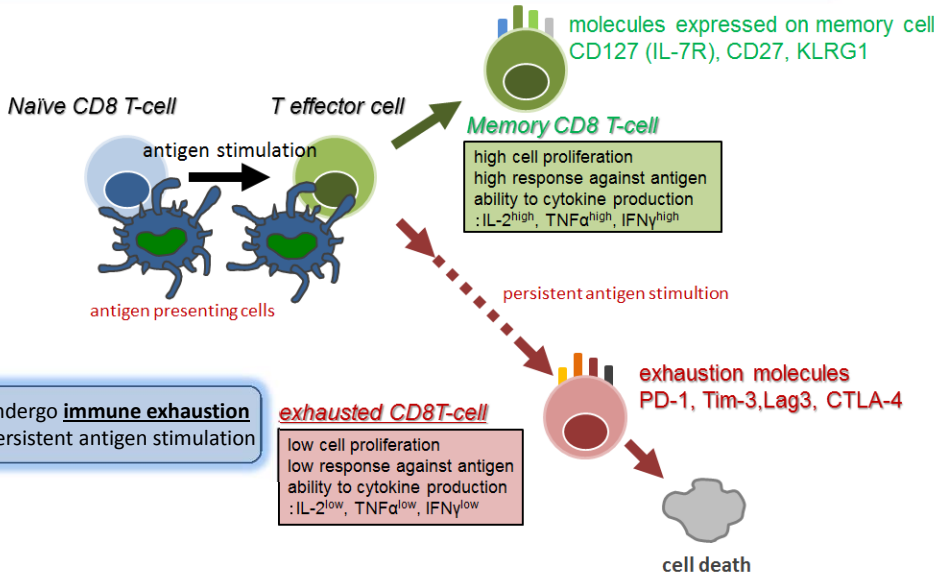 molecules expressed on memory cell
CD127 (IL-7R), CD27, KLRG1
Naïve CD8 T-cell
T effector cell
antigen stimulation
Memory CD8 T-cell
high cell proliferation
high response against antigen
ability to cytokine production
:IL-2high, TNFαhigh, IFNγhigh
antigen presenting cells
persistent antigen stimultion
exhaustion molecules
PD-1, Tim-3,Lag3, CTLA-4
ndergo immune exhaustion
ersistent antigen stimulation
exhausted CD8T-cell
low cell proliferation
low response against antigen
ability to cytokine production
:IL-2low, TNFαlow, IFNγlow
cell death